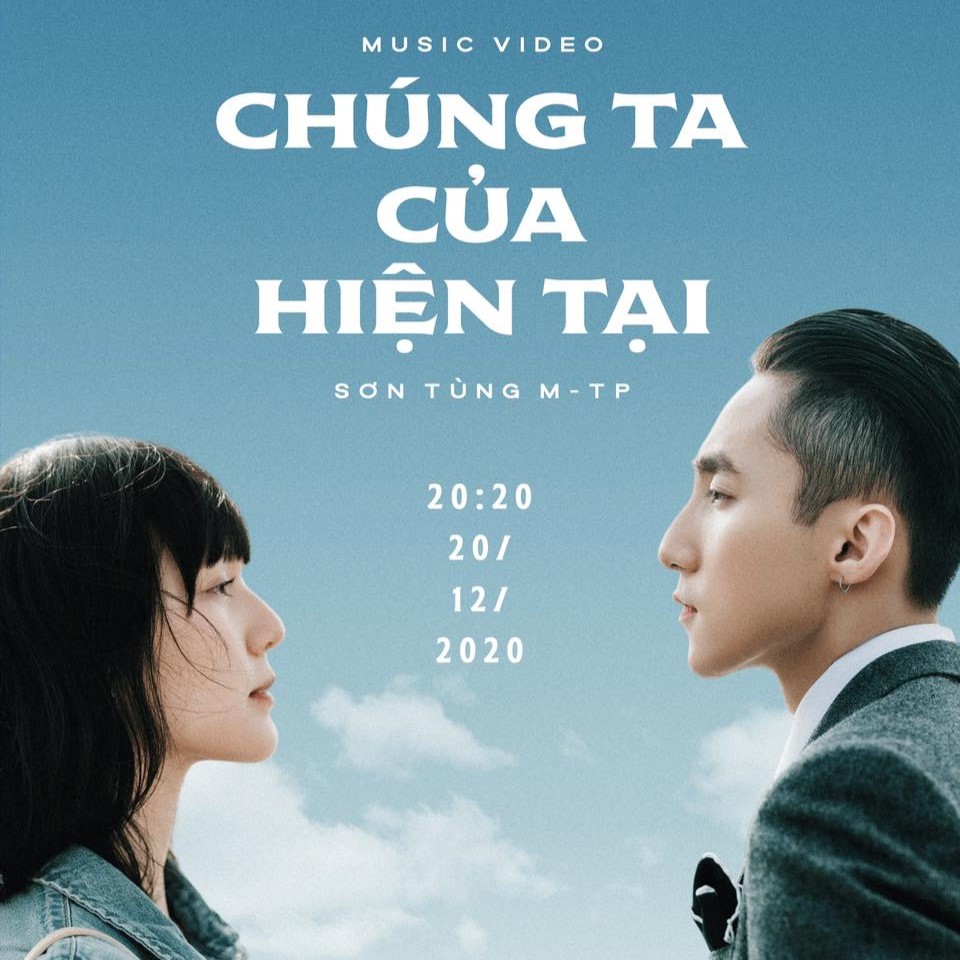 MUSIC VIDEO
CHÚNG TA
CỦA
HIỆN TẠI
SƠN TÙNG M-TP
20:20
20/
12/
2020